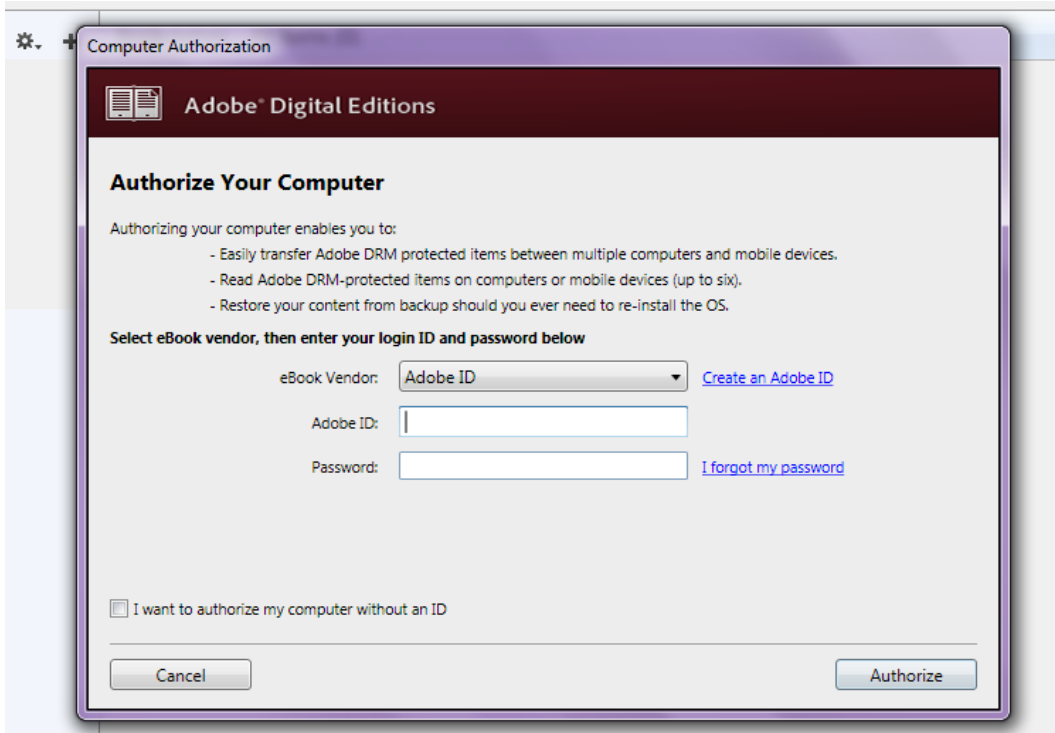 Computer Authorization
Adobe® Digital Editions
Authorize Your Computer
Authorizing your computer enables you to:
- Easily transfer Adobe DRM protected items between multiple computers and mobile devices.
- Read Adobe DRM-protected items on computers or mobile devices (up to six).
- Restore your content from backup should you ever need to re-install the OS.
Select eBook vendor, then enter your login ID and password below
eBook Vendor: Adobe ID Create an Adobe ID
Adobe ID:
Password: I forgot my password
I want to authorize my computer without an ID
Cancel Authorize